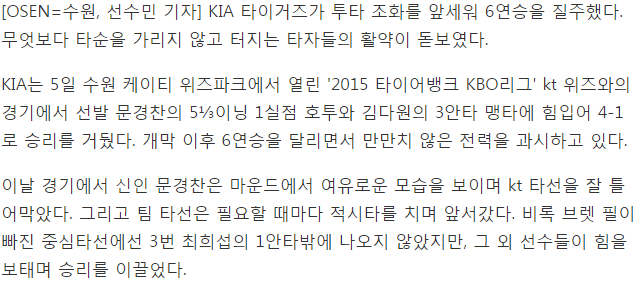 [OSEN=수원, 선수민 기자] KIA 타이거즈가 투타 조화를 앞세워 6연승을 질주했다.
무엇보다 타순을 가리지 않고 터지는 타자들의 활약이 돋보였다.
KIA는 5일 수원 케이티 위즈파크에서 열린 '2015 타이어뱅크 KBO리그' kt 위즈와의
경기에서 선발 문경찬의 5⅓이닝 1실점 호투와 김다원의 3안타 맹타에 힘입어 4-1
로 승리를 거뒀다. 개막 이후 6연승을 달리면서 만만치 않은 전력을 과시하고 있다.
이날 경기에서 신인 문경찬은 마운드에서 여유로운 모습을 보이며 kt 타선을 잘 틀
어막았다. 그리고 팀 타선은 필요할 때마다 적시타를 치며 앞서갔다. 비록 브렛 필이
빠진 중심타선에선 3번 최희섭의 1안타밖에 나오지 않았지만, 그 외 선수들이 힘을
보태며 승리를 이끌었다.